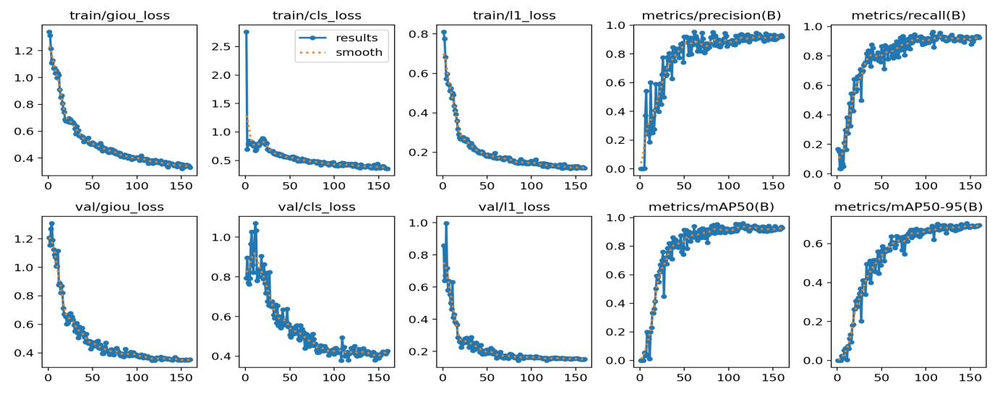 train/giou_loss
train/cls_loss
train/l1_loss
metrics/precision(B)
metrics/recall(B)
1.2
1.0
0.8
0.6
0.4
0 50 100 150
results
smooth
2.5
2.0
1.5
1.0
0.5
0 50 100 150
0.8
0.6
0.4
0.2
0 50 100 150
1.0
0.8
0.6
0.4
0.2
0.0
0 50 100 150
1.0
0.8
0.6
0.4
0.2
0.0
0 50 100 150
val/giou_loss
val/cls_loss
val/l1_loss
metrics/mAP50(B)
metrics/mAP50-95(B)
1.2
1.0
0.8
0.6
0.4
0 50 100 150
1.0
0.8
0.6
0.4
0 50 100 150
1.0
0.8
0.6
0.4
0.2
0 50 100 150
1.0
0.8
0.6
0.4
0.2
0.0
0 50 100 150
0.6
0.4
0.2
0.0
0 50 100 150